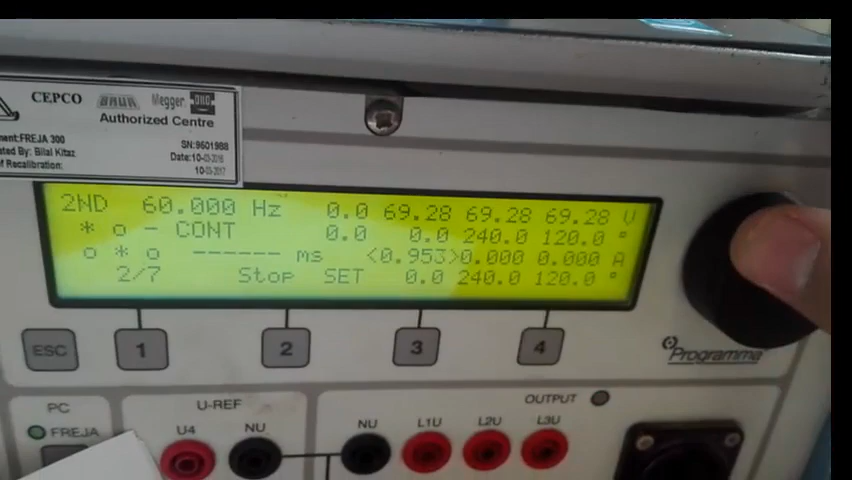 CEPCO BAUR Megger.
Authorized Centre
ment:FREJA 300 SN:9601988
ted By: Bilal Kitaz Date:10-03-2016
of Recalibration: 10-03-2017
2ND 60.000 Hz 0.0 69.28 69.28 69.28 U
* o - CONT 0.0 0.0 240.0 120.0 °
o * o ------ ms <0.953>0.000 0.000 A
2/7 Stop SET 0.0 240.0 120.0 °
ESC 1 2 3 4
Programma
PC U-REF OUTPUT
FREJA U4 NU NU L1U L2U L3U